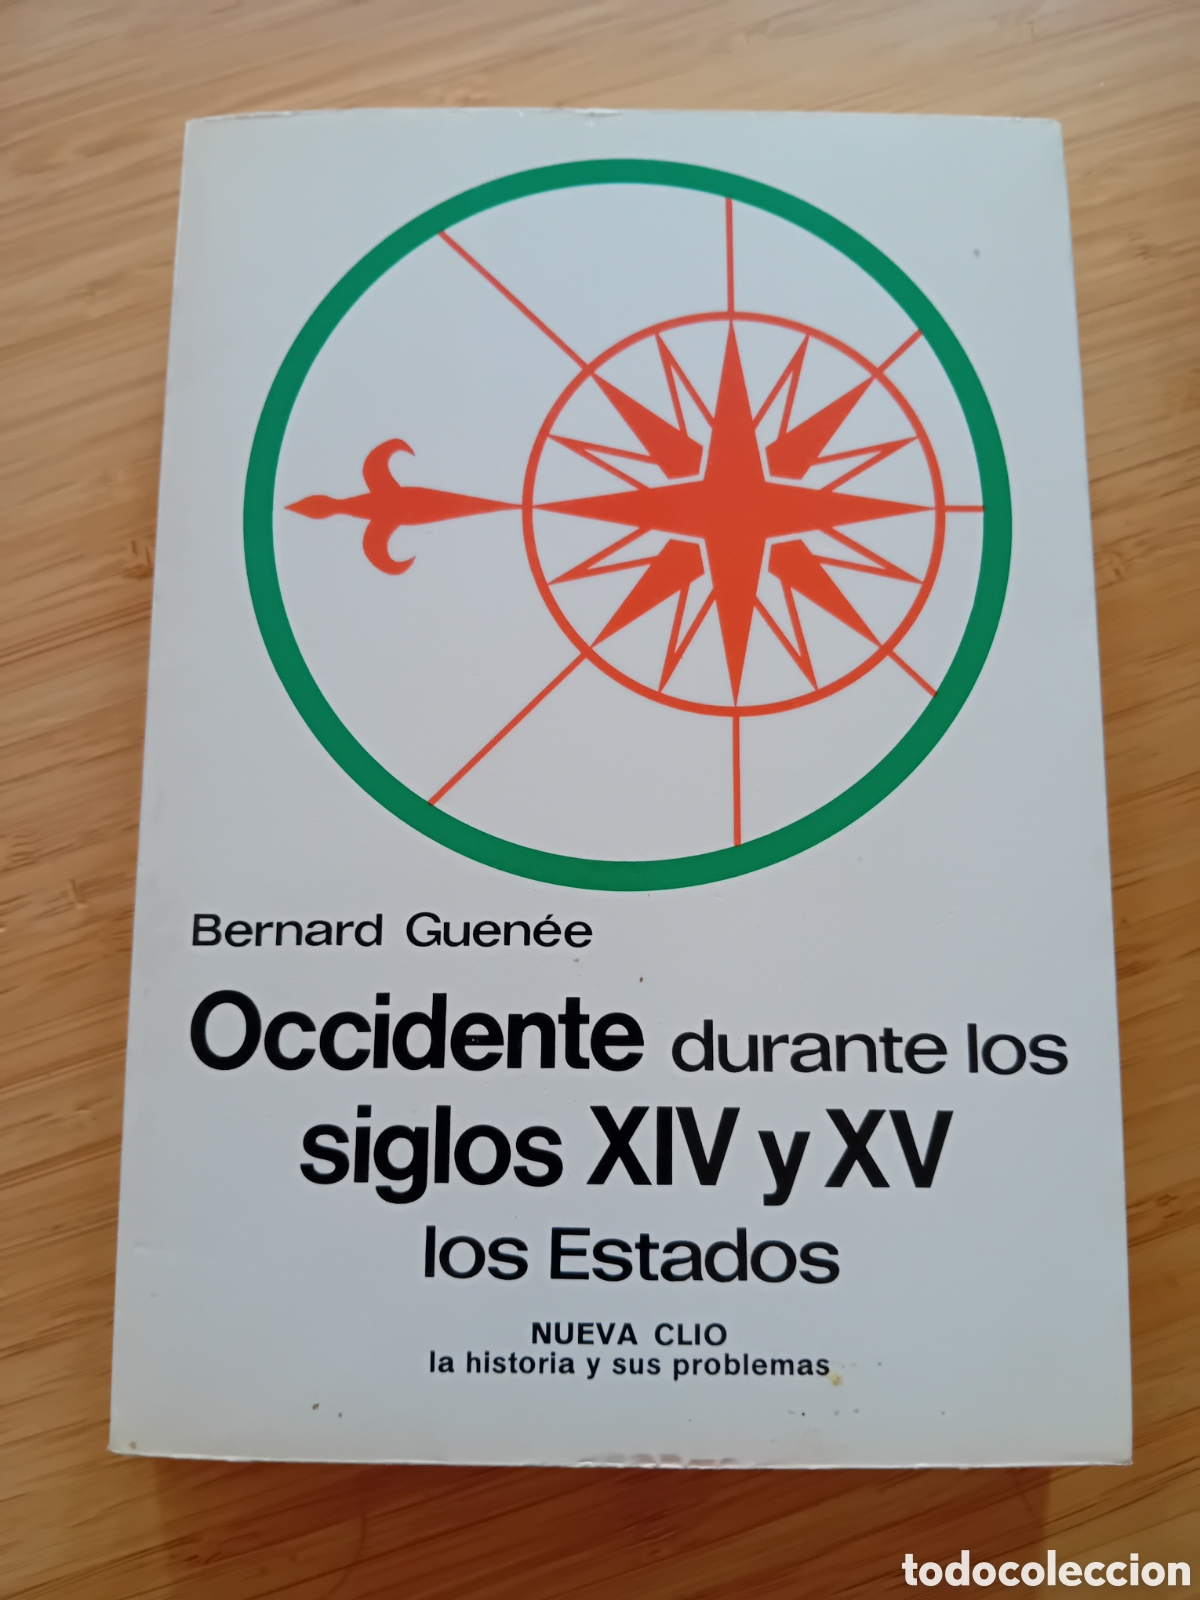 Bernard Guenée
Occidente durante los
siglos XIV y XV
los Estados
NUEVA CLIO
la historia y sus problemas
todocoleccion